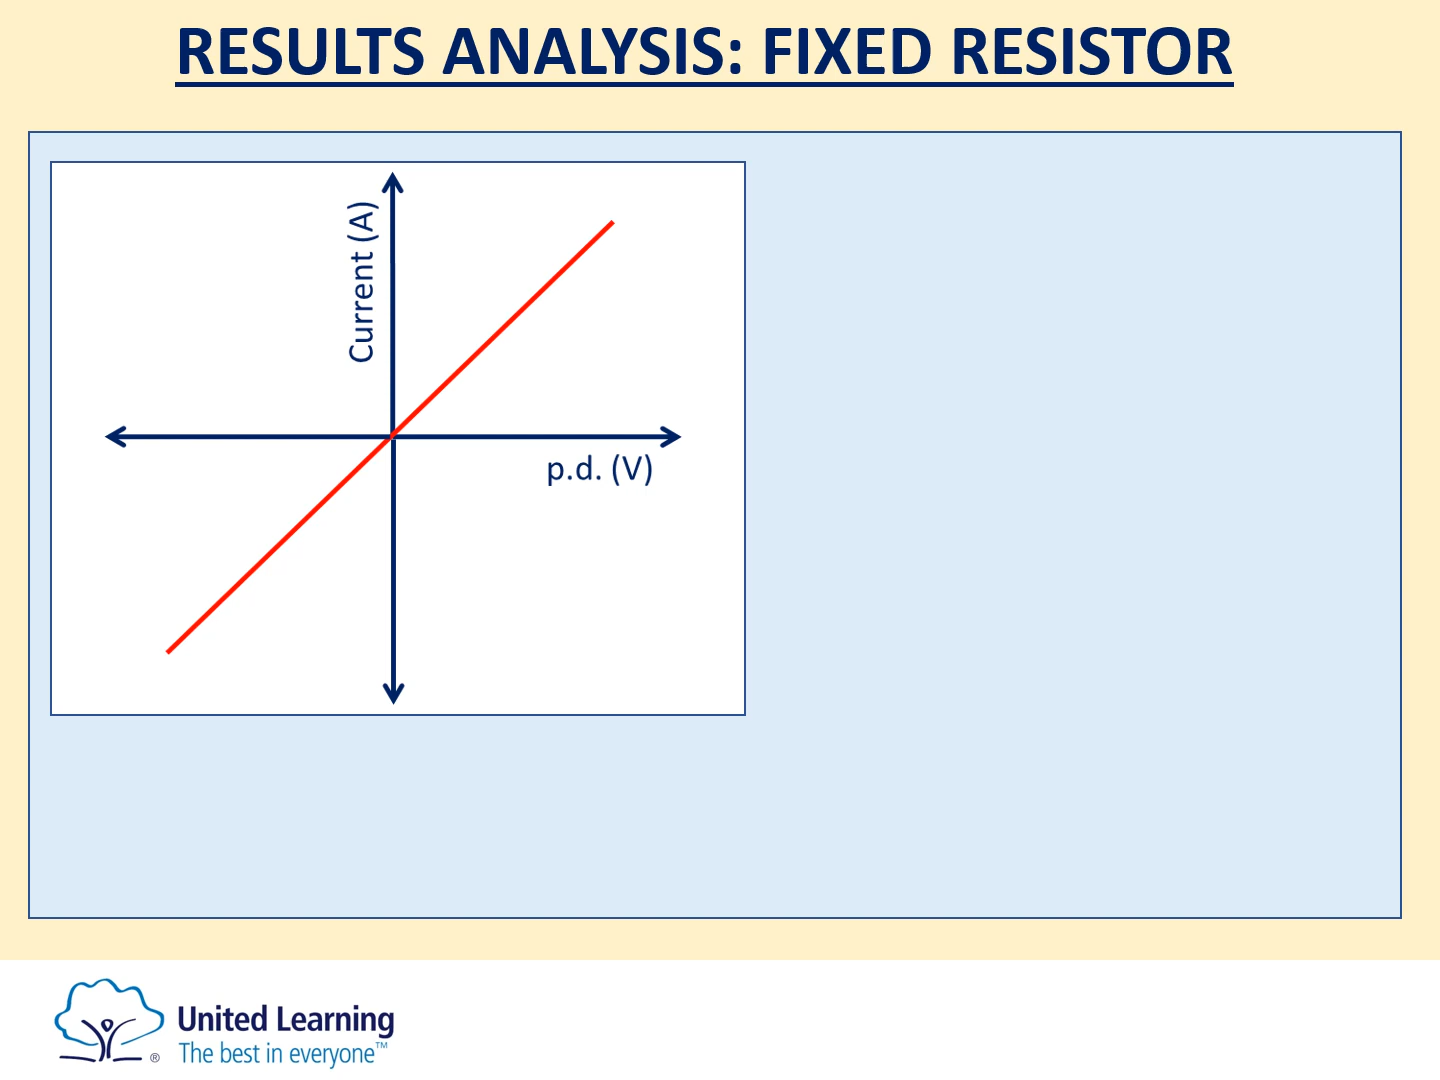 RESULTS ANALYSIS: FIXED RESISTOR
Current (A)
p.d. (V)
United Learning
The best in everyone™
®